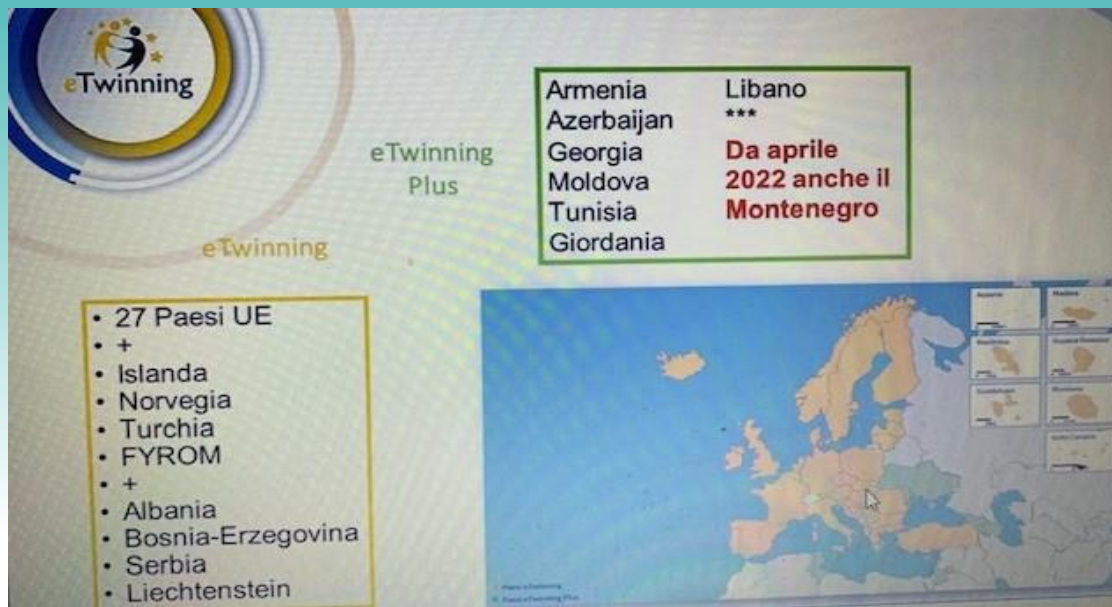 eTwinning
eTwinning
Plus
Armenia
Azerbaijan
Georgia
Moldova
Tunisia
Giordania
Libano
***
Da aprile
2022 anche il
Montenegro
eTwinning
• 27 Paesi UE
• +
• Islanda
• Norvegia
• Turchia
• FYROM
• +
• Albania
• Bosnia-Erzegovina
• Serbia
• Liechtenstein